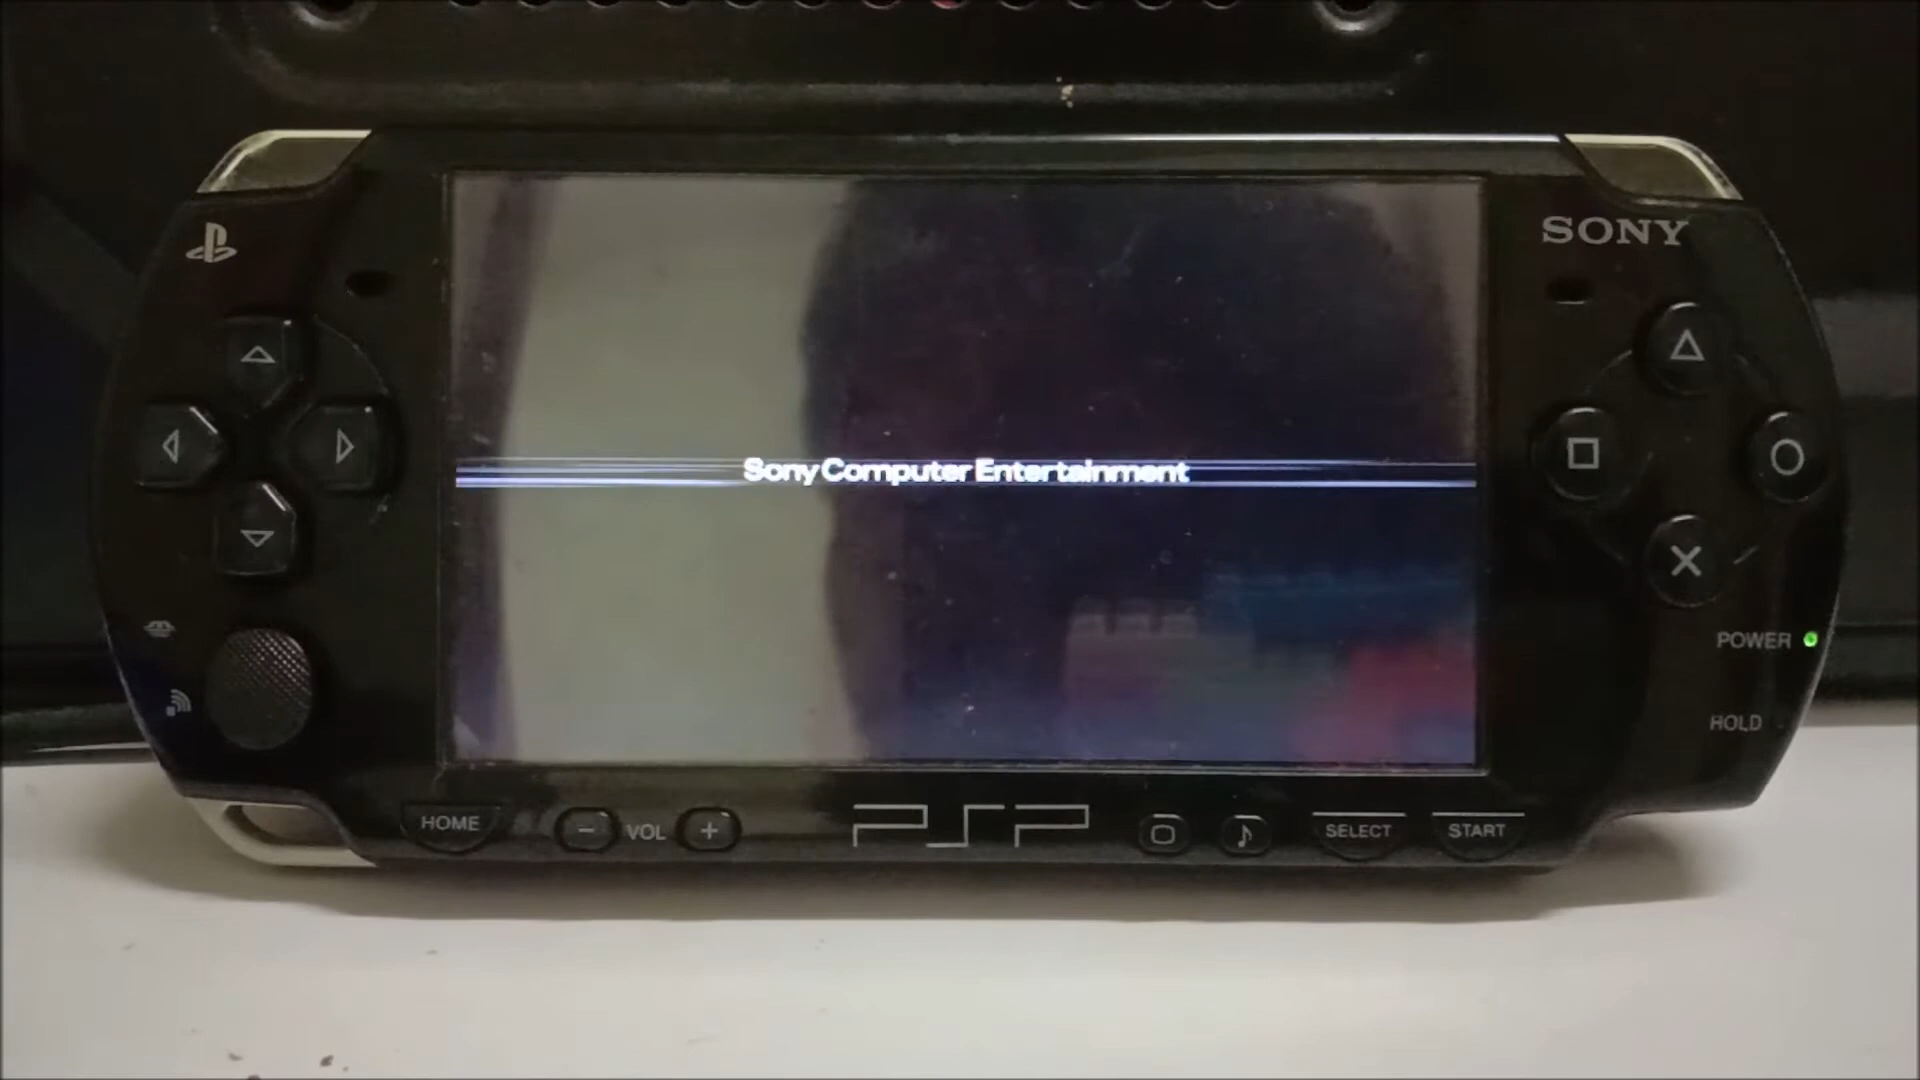 SONY
Sony Computer Entertainment
POWER
HOLD
HOME
- VOL +
PSP
SELECT
START